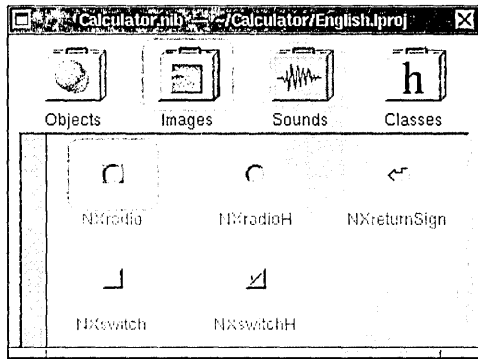 Calculator.nib — ~/Calculator/English.lproj
Objects Images Sounds Classes
NXradio NXradioH NXreturnSign
NXswitch NXswitchH